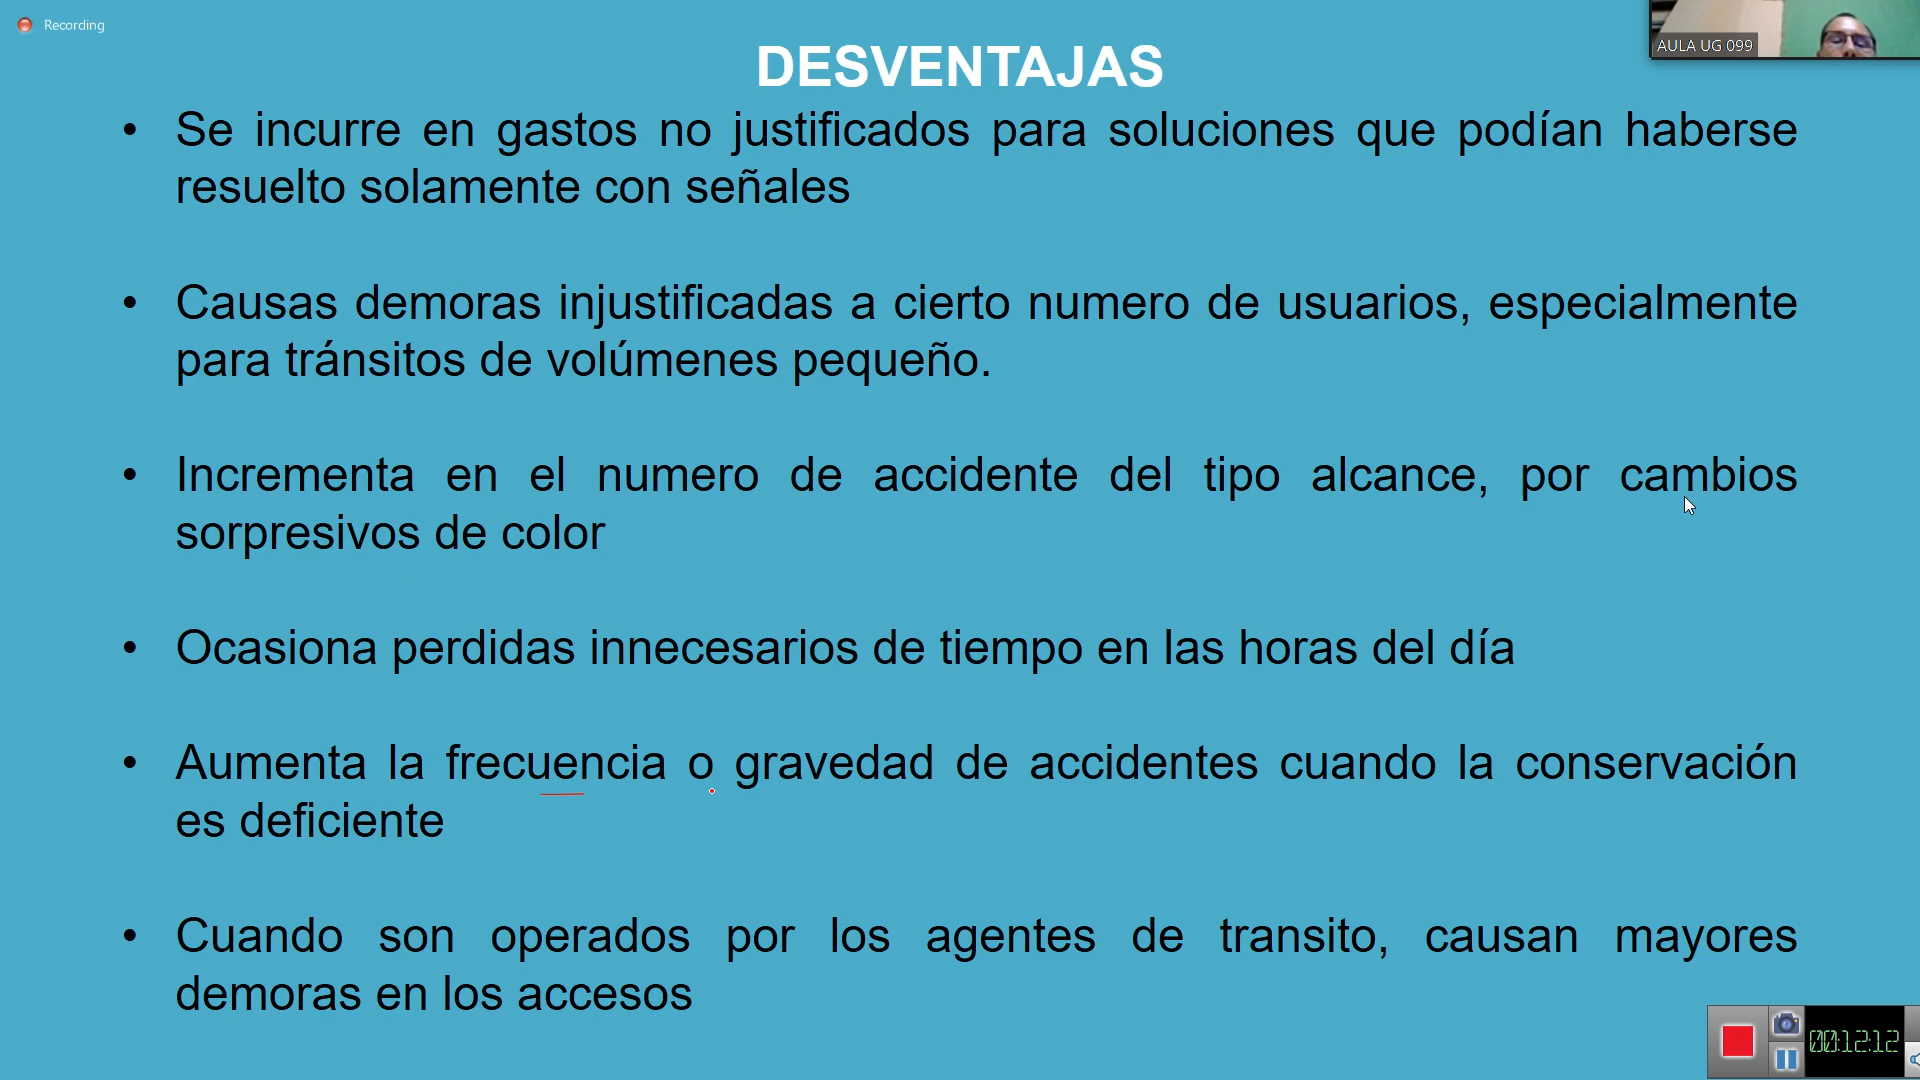 Recording
AULA UG 099
DESVENTAJAS
• Se incurre en gastos no justificados para soluciones que podían haberse
resuelto solamente con señales
• Causas demoras injustificadas a cierto numero de usuarios, especialmente
para tránsitos de volúmenes pequeño.
• Incrementa en el numero de accidente del tipo alcance, por cambios
sorpresivos de color
• Ocasiona perdidas innecesarios de tiempo en las horas del día
• Aumenta la frecuencia o gravedad de accidentes cuando la conservación
es deficiente
• Cuando son operados por los agentes de transito, causan mayores
demoras en los accesos
00:12:12